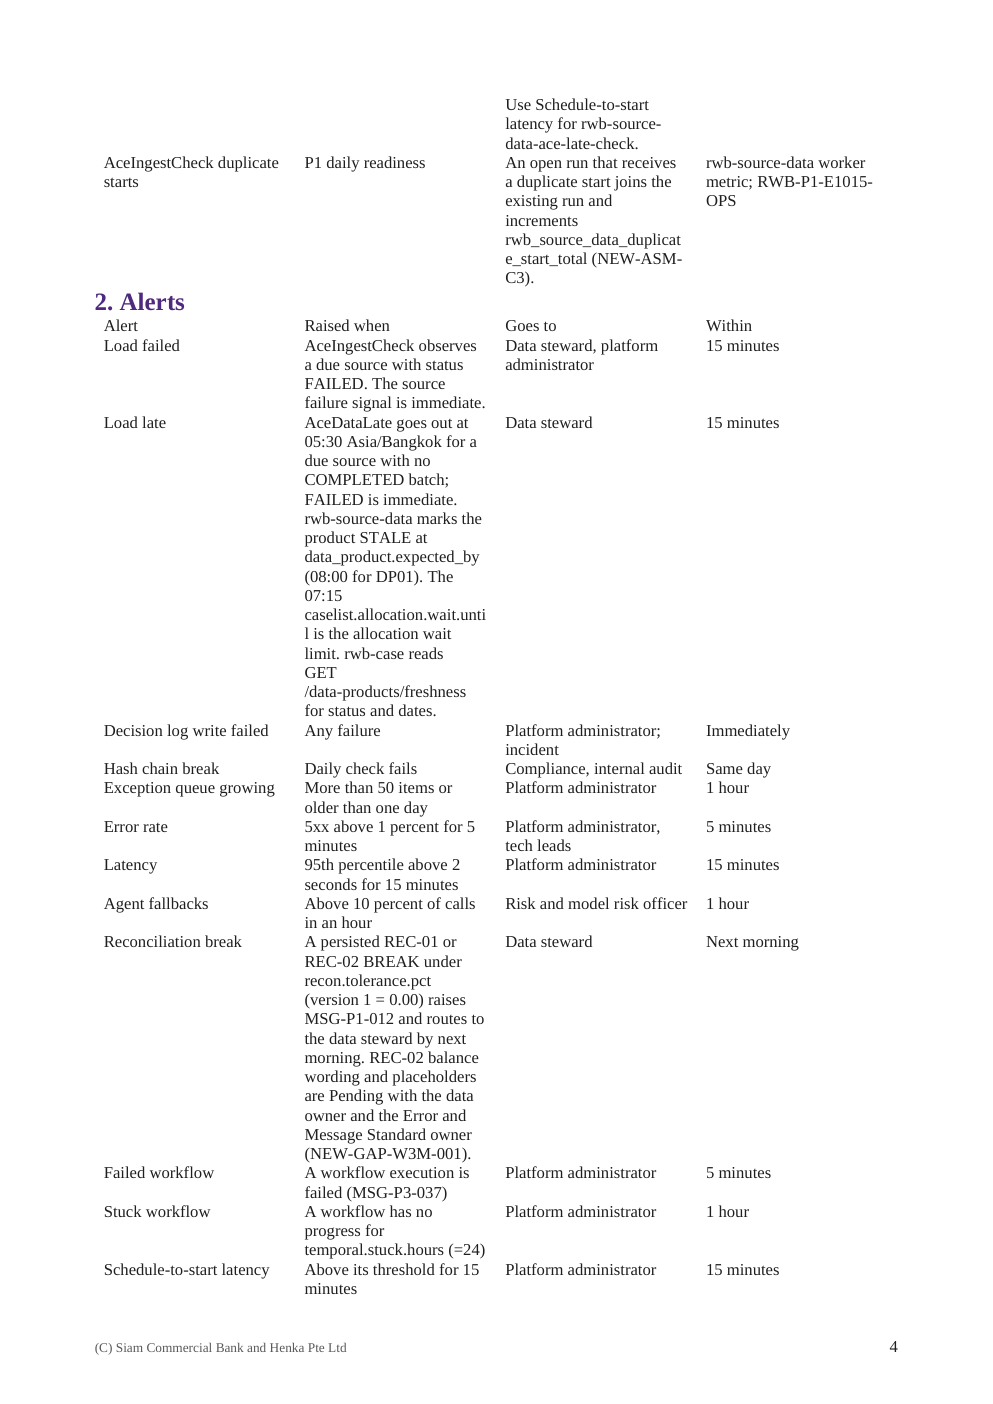 Use Schedule-to-start
latency for rwb-source-
data-ace-late-check.
AceIngestCheck duplicate
starts
P1 daily readiness
An open run that receives
a duplicate start joins the
existing run and
increments
rwb_source_data_duplicat
e_start_total (NEW-ASM-
C3).
rwb-source-data worker
metric; RWB-P1-E1015-
OPS
2. Alerts
Alert
Raised when
Goes to
Within
Load failed
AceIngestCheck observes
a due source with status
FAILED. The source
failure signal is immediate.
Data steward, platform
administrator
15 minutes
Load late
AceDataLate goes out at
05:30 Asia/Bangkok for a
due source with no
COMPLETED batch;
FAILED is immediate.
rwb-source-data marks the
product STALE at
data_product.expected_by
(08:00 for DP01). The
07:15
caselist.allocation.wait.unti
l is the allocation wait
limit. rwb-case reads
GET
/data-products/freshness
for status and dates.
Data steward
15 minutes
Decision log write failed
Any failure
Platform administrator;
incident
Immediately
Hash chain break
Daily check fails
Compliance, internal audit
Same day
Exception queue growing
More than 50 items or
older than one day
Platform administrator
1 hour
Error rate
5xx above 1 percent for 5
minutes
Platform administrator,
tech leads
5 minutes
Latency
95th percentile above 2
seconds for 15 minutes
Platform administrator
15 minutes
Agent fallbacks
Above 10 percent of calls
in an hour
Risk and model risk officer
1 hour
Reconciliation break
A persisted REC-01 or
REC-02 BREAK under
recon.tolerance.pct
(version 1 = 0.00) raises
MSG-P1-012 and routes to
the data steward by next
morning. REC-02 balance
wording and placeholders
are Pending with the data
owner and the Error and
Message Standard owner
(NEW-GAP-W3M-001).
Data steward
Next morning
Failed workflow
A workflow execution is
failed (MSG-P3-037)
Platform administrator
5 minutes
Stuck workflow
A workflow has no
progress for
temporal.stuck.hours (=24)
Platform administrator
1 hour
Schedule-to-start latency
Above its threshold for 15
minutes
Platform administrator
15 minutes
(C) Siam Commercial Bank and Henka Pte Ltd
4